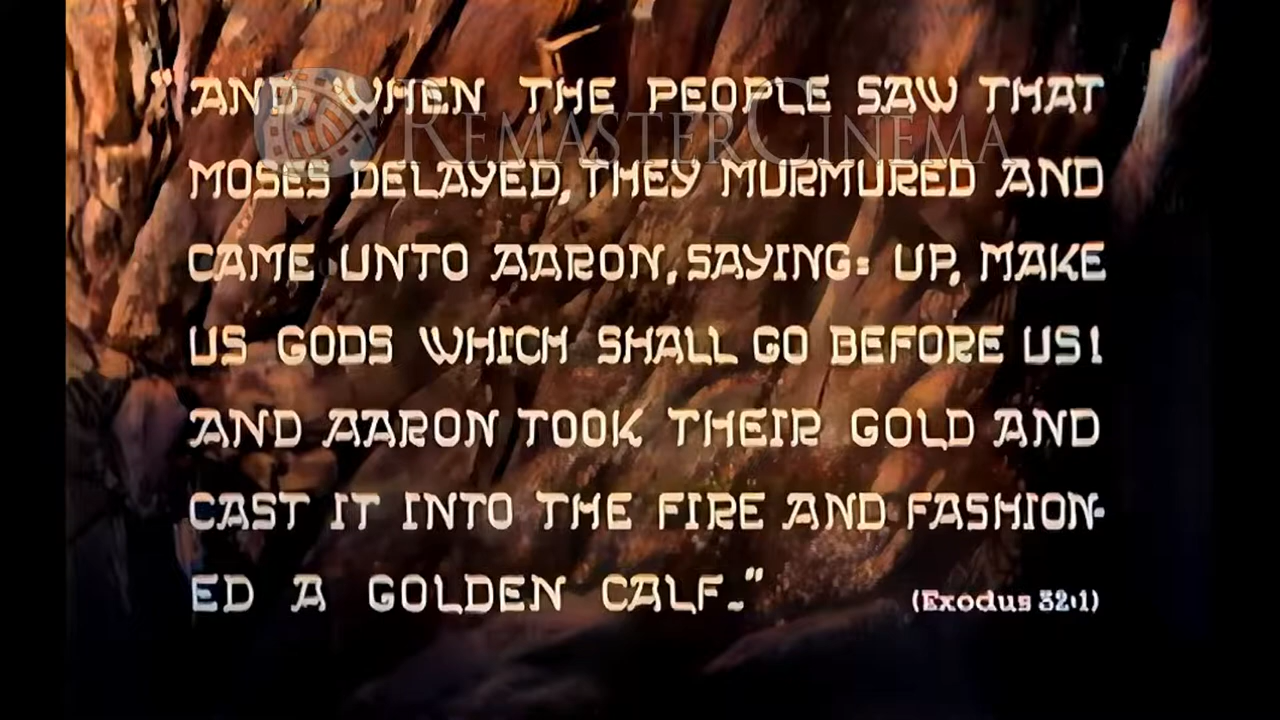 "AND WHEN THE PEOPLE SAW THAT
REMASTERCINEMA
MOSES DELAYED, THEY MURMURED AND
CAME UNTO AARON, SAYING: UP, MAKE
US GODS WHICH SHALL GO BEFORE US!
AND AARON TOOK THEIR GOLD AND
CAST IT INTO THE FIRE AND FASHION-
ED A GOLDEN CALF."
(Exodus 32:1)